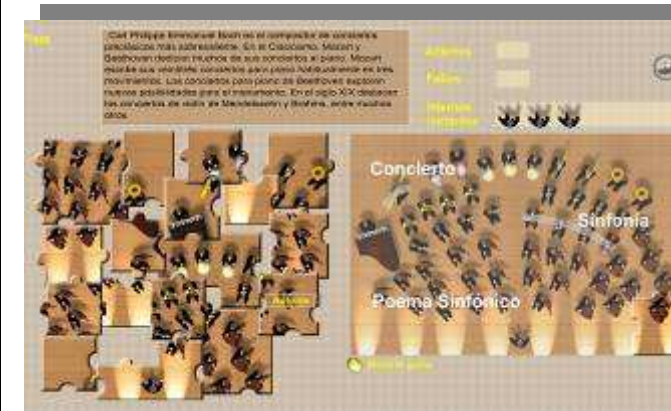 Carl Philippe Emmanuel Bach es el compositor de conciertos
preclásicos más sobresaliente. En el Clasicismo, Mozart y
Beethoven dedican muchos de sus conciertos al piano. Mozart
escribe sus veintitrés conciertos para piano habitualmente en tres
movimientos. Los conciertos para piano de Beethoven exploran
nuevas posibilidades para el instrumento. En el siglo XIX destacan
los conciertos de violín de Mendelssohn y Brahms, entre muchos
otros.
Aciertos
Fallos
Intentos
Concierto
Sinfonía
Poema Sinfónico